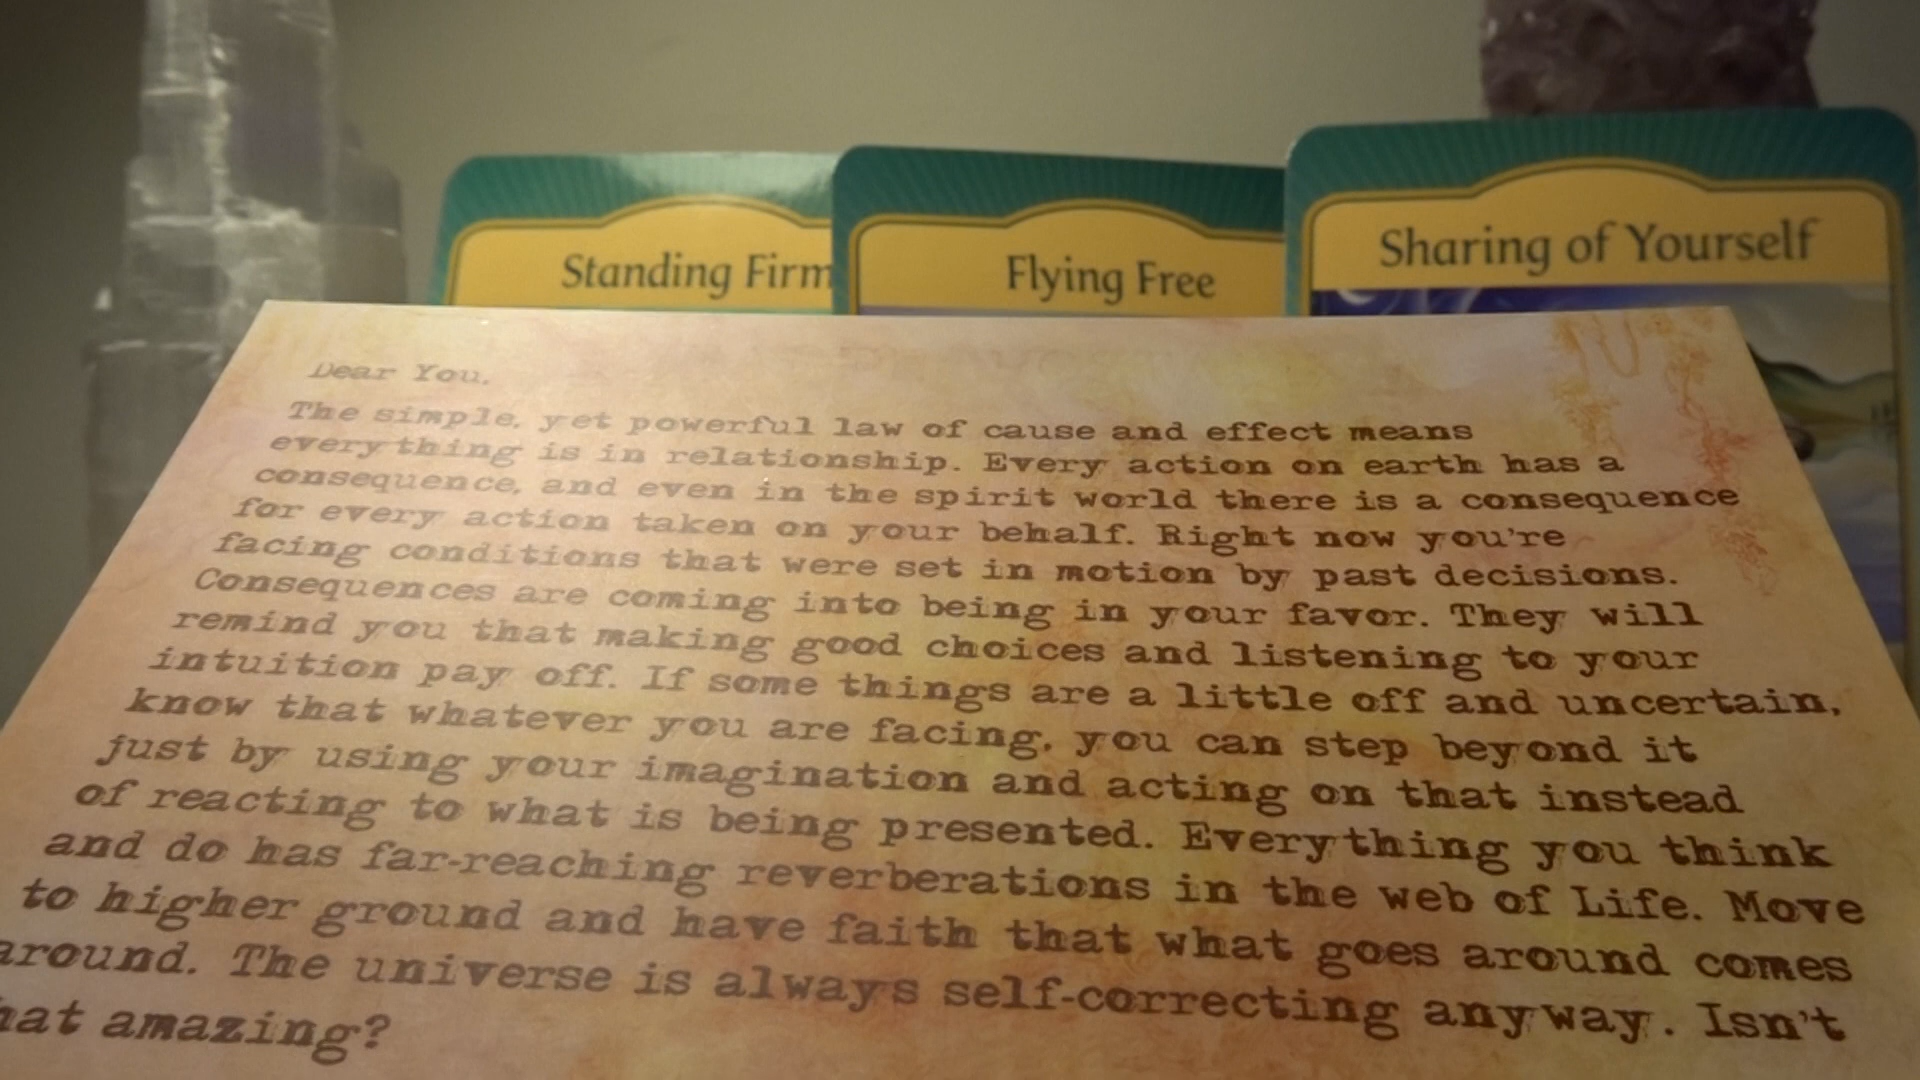 Standing Firm
Flying Free
Sharing of Yourself
Dear You,
The simple, yet powerful law of cause and effect means
everything is in relationship. Every action on earth has a
consequence, and even in the spirit world there is a consequence
for every action taken on your behalf. Right now you're
facing conditions that were set in motion by past decisions.
Consequences are coming into being in your favor. They will
remind you that making good choices and listening to your
intuition pay off. If some things are a little off and uncertain,
know that whatever you are facing, you can step beyond it
just by using your imagination and acting on that instead
of reacting to what is being presented. Everything you think
and do has far-reaching reverberations in the web of Life. Move
to higher ground and have faith that what goes around comes
around. The universe is always self-correcting anyway. Isn't
hat amazing?